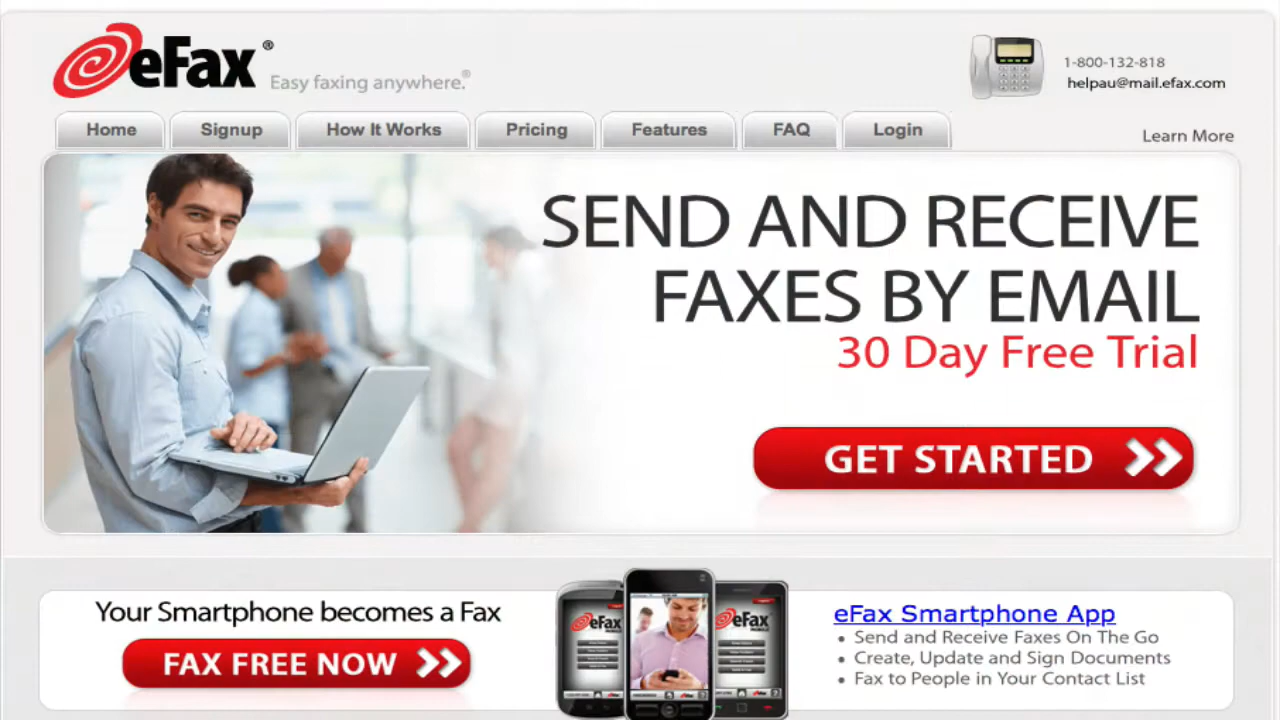 eFax®
Easy faxing anywhere.®
1-800-132-818
helpau@mail.efax.com
Home Signup How It Works Pricing Features FAQ Login
Learn More
SEND AND RECEIVE
FAXES BY EMAIL
30 Day Free Trial
GET STARTED
Your Smartphone becomes a Fax
FAX FREE NOW
eFax
eFax
eFax Smartphone App
• Send and Receive Faxes On The Go
• Create, Update and Sign Documents
• Fax to People in Your Contact List